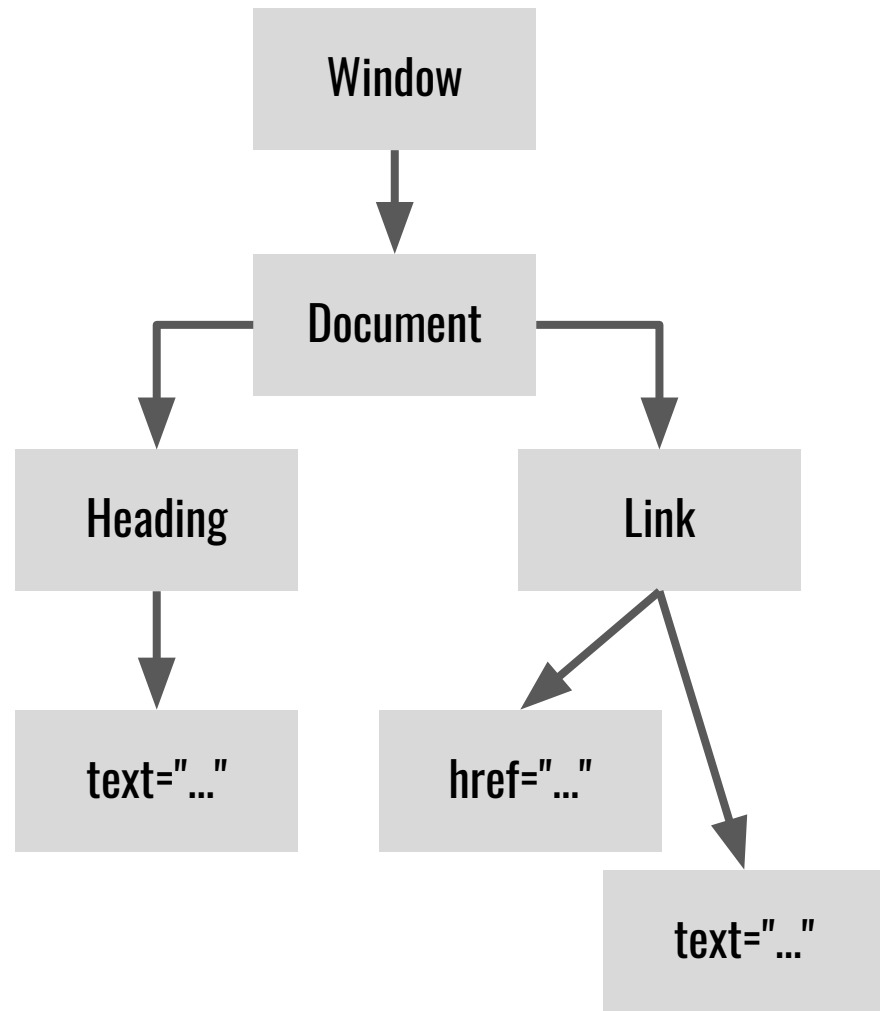 Window
Document
Heading
Link
text="..."
href="..."
text="..."